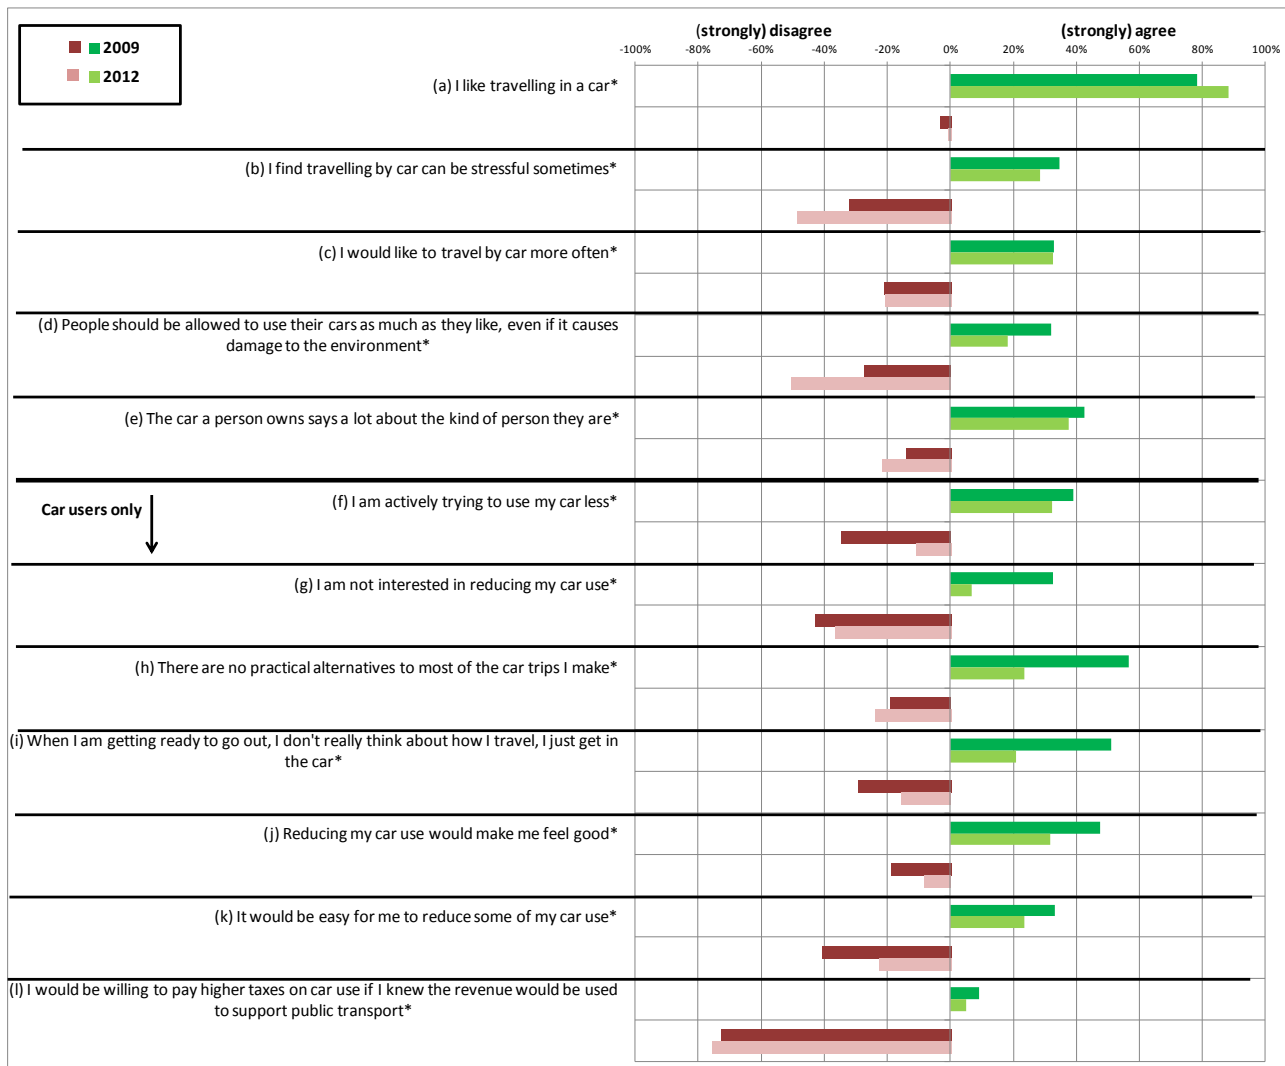 2009
2012
(strongly) disagree
(strongly) agree
-100% -80% -60% -40% -20% 0% 20% 40% 60% 80% 100%
(a) I like travelling in a car*
(b) I find travelling by car can be stressful sometimes*
(c) I would like to travel by car more often*
(d) People should be allowed to use their cars as much as they like, even if it causes
damage to the environment*
(e) The car a person owns says a lot about the kind of person they are*
Car users only
(f) I am actively trying to use my car less*
(g) I am not interested in reducing my car use*
(h) There are no practical alternatives to most of the car trips I make*
(i) When I am getting ready to go out, I don't really think about how I travel, I just get in
the car*
(j) Reducing my car use would make me feel good*
(k) It would be easy for me to reduce some of my car use*
(l) I would be willing to pay higher taxes on car use if I knew the revenue would be used
to support public transport*